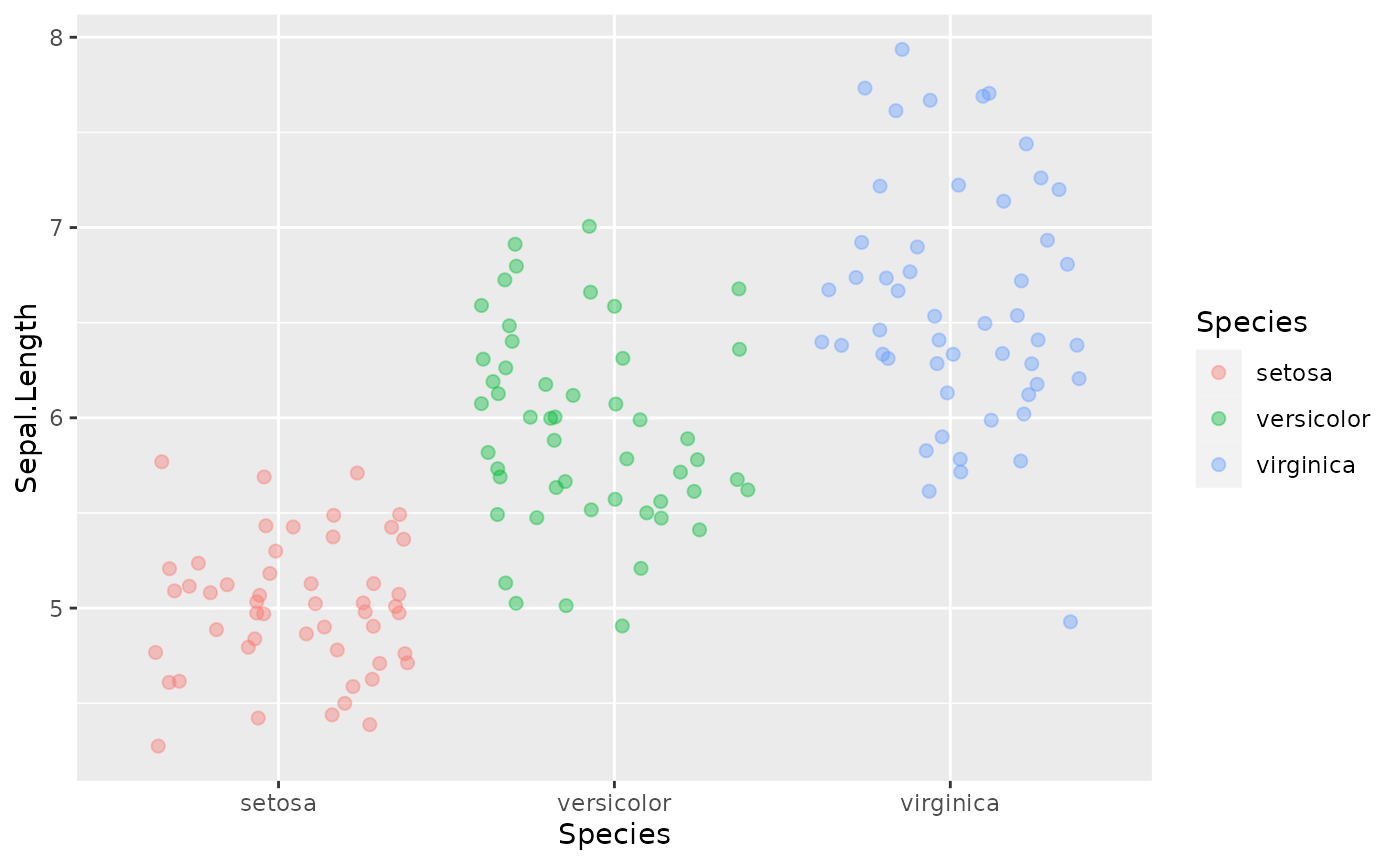 8
7
6
5
Sepal.Length
setosa
versicolor
virginica
Species
Species
setosa
versicolor
virginica